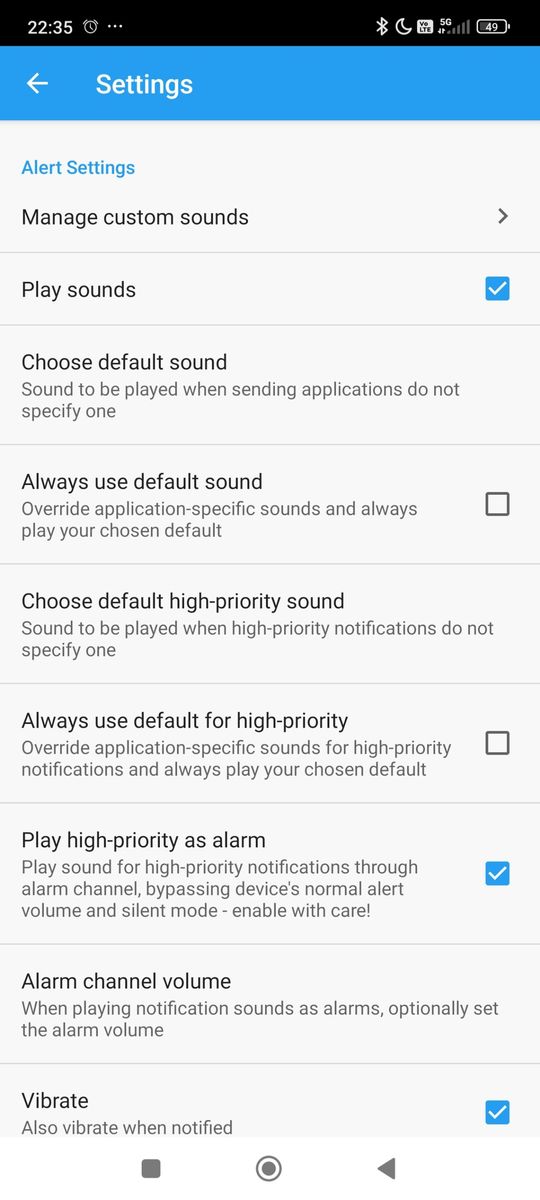 22:35
Vo
LTE
5G
49
Settings
Alert Settings
Manage custom sounds
Play sounds
Choose default sound
Sound to be played when sending applications do not
specify one
Always use default sound
Override application-specific sounds and always
play your chosen default
Choose default high-priority sound
Sound to be played when high-priority notifications do not
specify one
Always use default for high-priority
Override application-specific sounds for high-priority
notifications and always play your chosen default
Play high-priority as alarm
Play sound for high-priority notifications through
alarm channel, bypassing device's normal alert
volume and silent mode - enable with care!
Alarm channel volume
When playing notification sounds as alarms, optionally set
the alarm volume
Vibrate
Also vibrate when notified